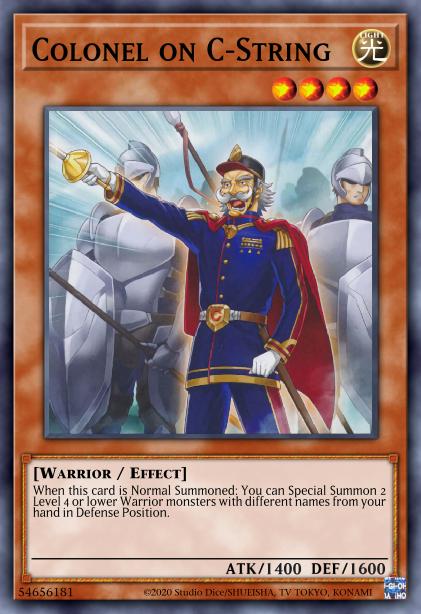 COLONEL ON C-STRING
LIGHT
光
C
[WARRIOR / EFFECT]
When this card is Normal Summoned: You can Special Summon 2
Level 4 or lower Warrior monsters with different names from your
hand in Defense Position.
ATK/1400 DEF/1600
54656181
©2020 Studio Dice/SHUEISHA, TV TOKYO, KONAMI